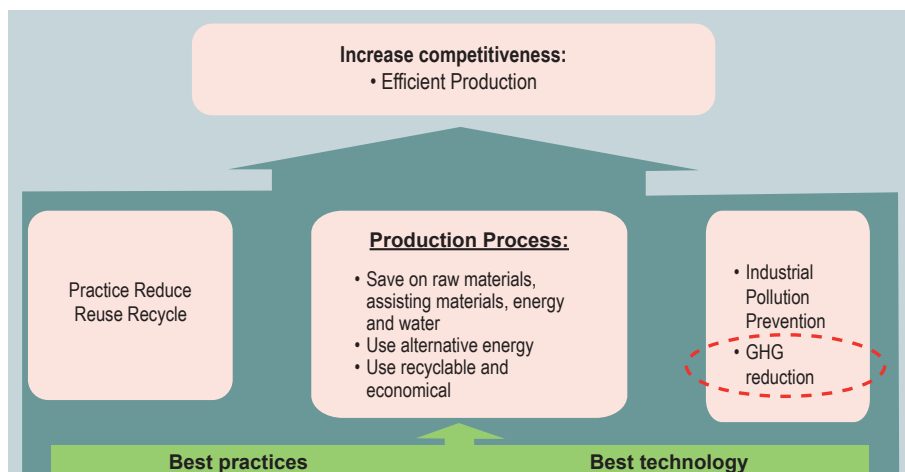 Increase competitiveness:
• Efficient Production
Practice Reduce
Reuse Recycle
Production Process:
• Save on raw materials,
assisting materials, energy
and water
• Use alternative energy
• Use recyclable and
economical
• Industrial
Pollution
Prevention
• GHG
reduction
Best practices
Best technology